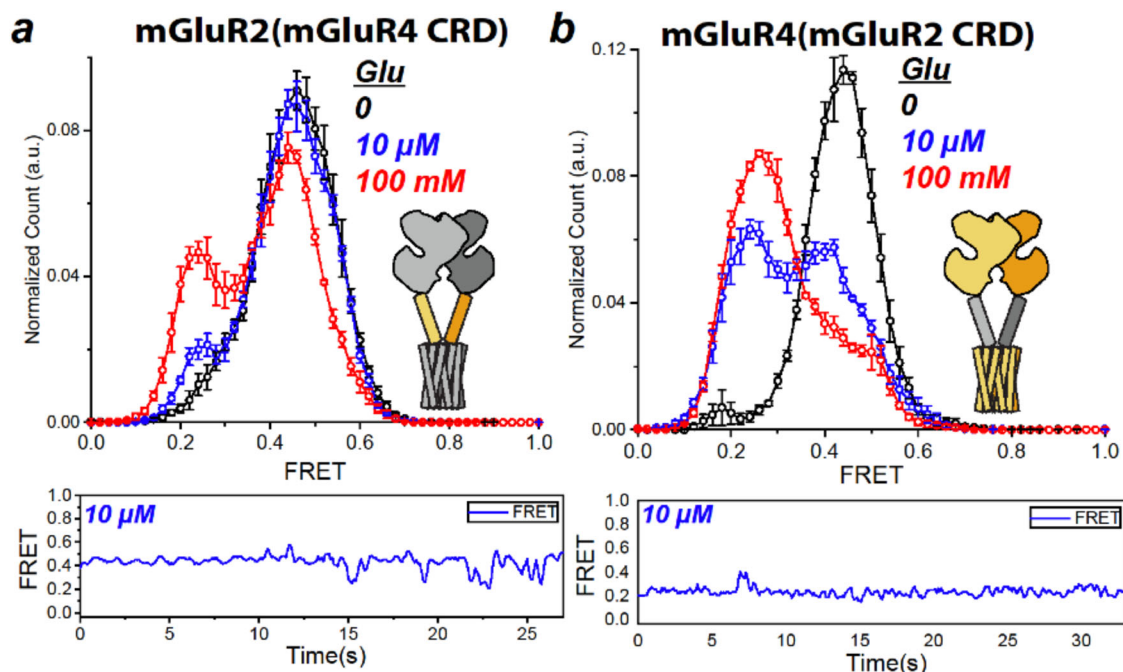 a
mGluR2(mGluR4 CRD)
Glu
0
10 µM
100 mM
Normalized Count (a.u.)
0.08
0.04
0.00
0.0 0.2 0.4 0.6 0.8 1.0
FRET
b
mGluR4(mGluR2 CRD)
Glu
0
10 µM
100 mM
Normalized Count (a.u.)
0.12
0.08
0.04
0.00
0.0 0.2 0.4 0.6 0.8 1.0
FRET
10 µM
FRET
FRET
1.0
0.8
0.6
0.4
0.2
0.0
0 5 10 15 20 25
Time(s)
10 µM
FRET
FRET
1.0
0.8
0.6
0.4
0.2
0.0
0 5 10 15 20 25 30
Time(s)